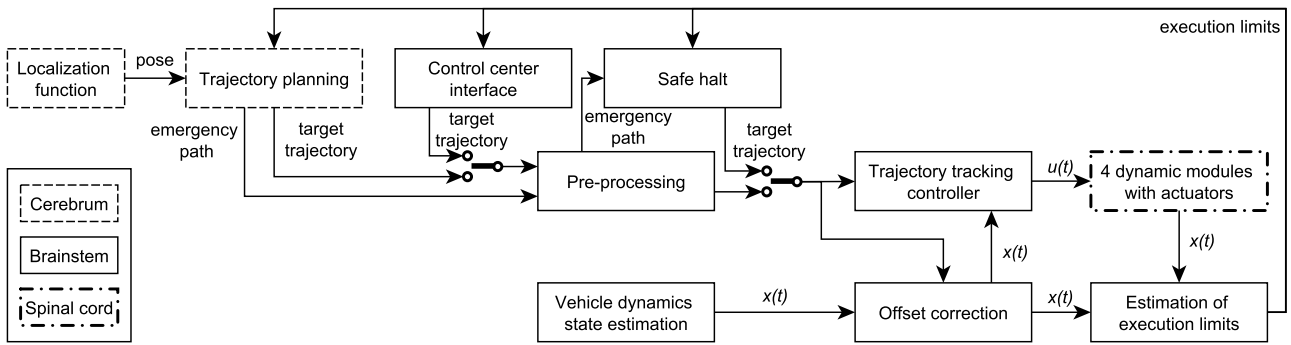 execution limits
Localization
function
pose
Trajectory planning
Control center
interface
Safe halt
emergency
path
target
trajectory
target
trajectory
emergency
path
target
trajectory
Pre-processing
Trajectory tracking
controller
u(t)
4 dynamic modules
with actuators
Cerebrum
Brainstem
Spinal cord
x(t)
x(t)
Vehicle dynamics
state estimation
x(t)
Offset correction
x(t)
Estimation of
execution limits